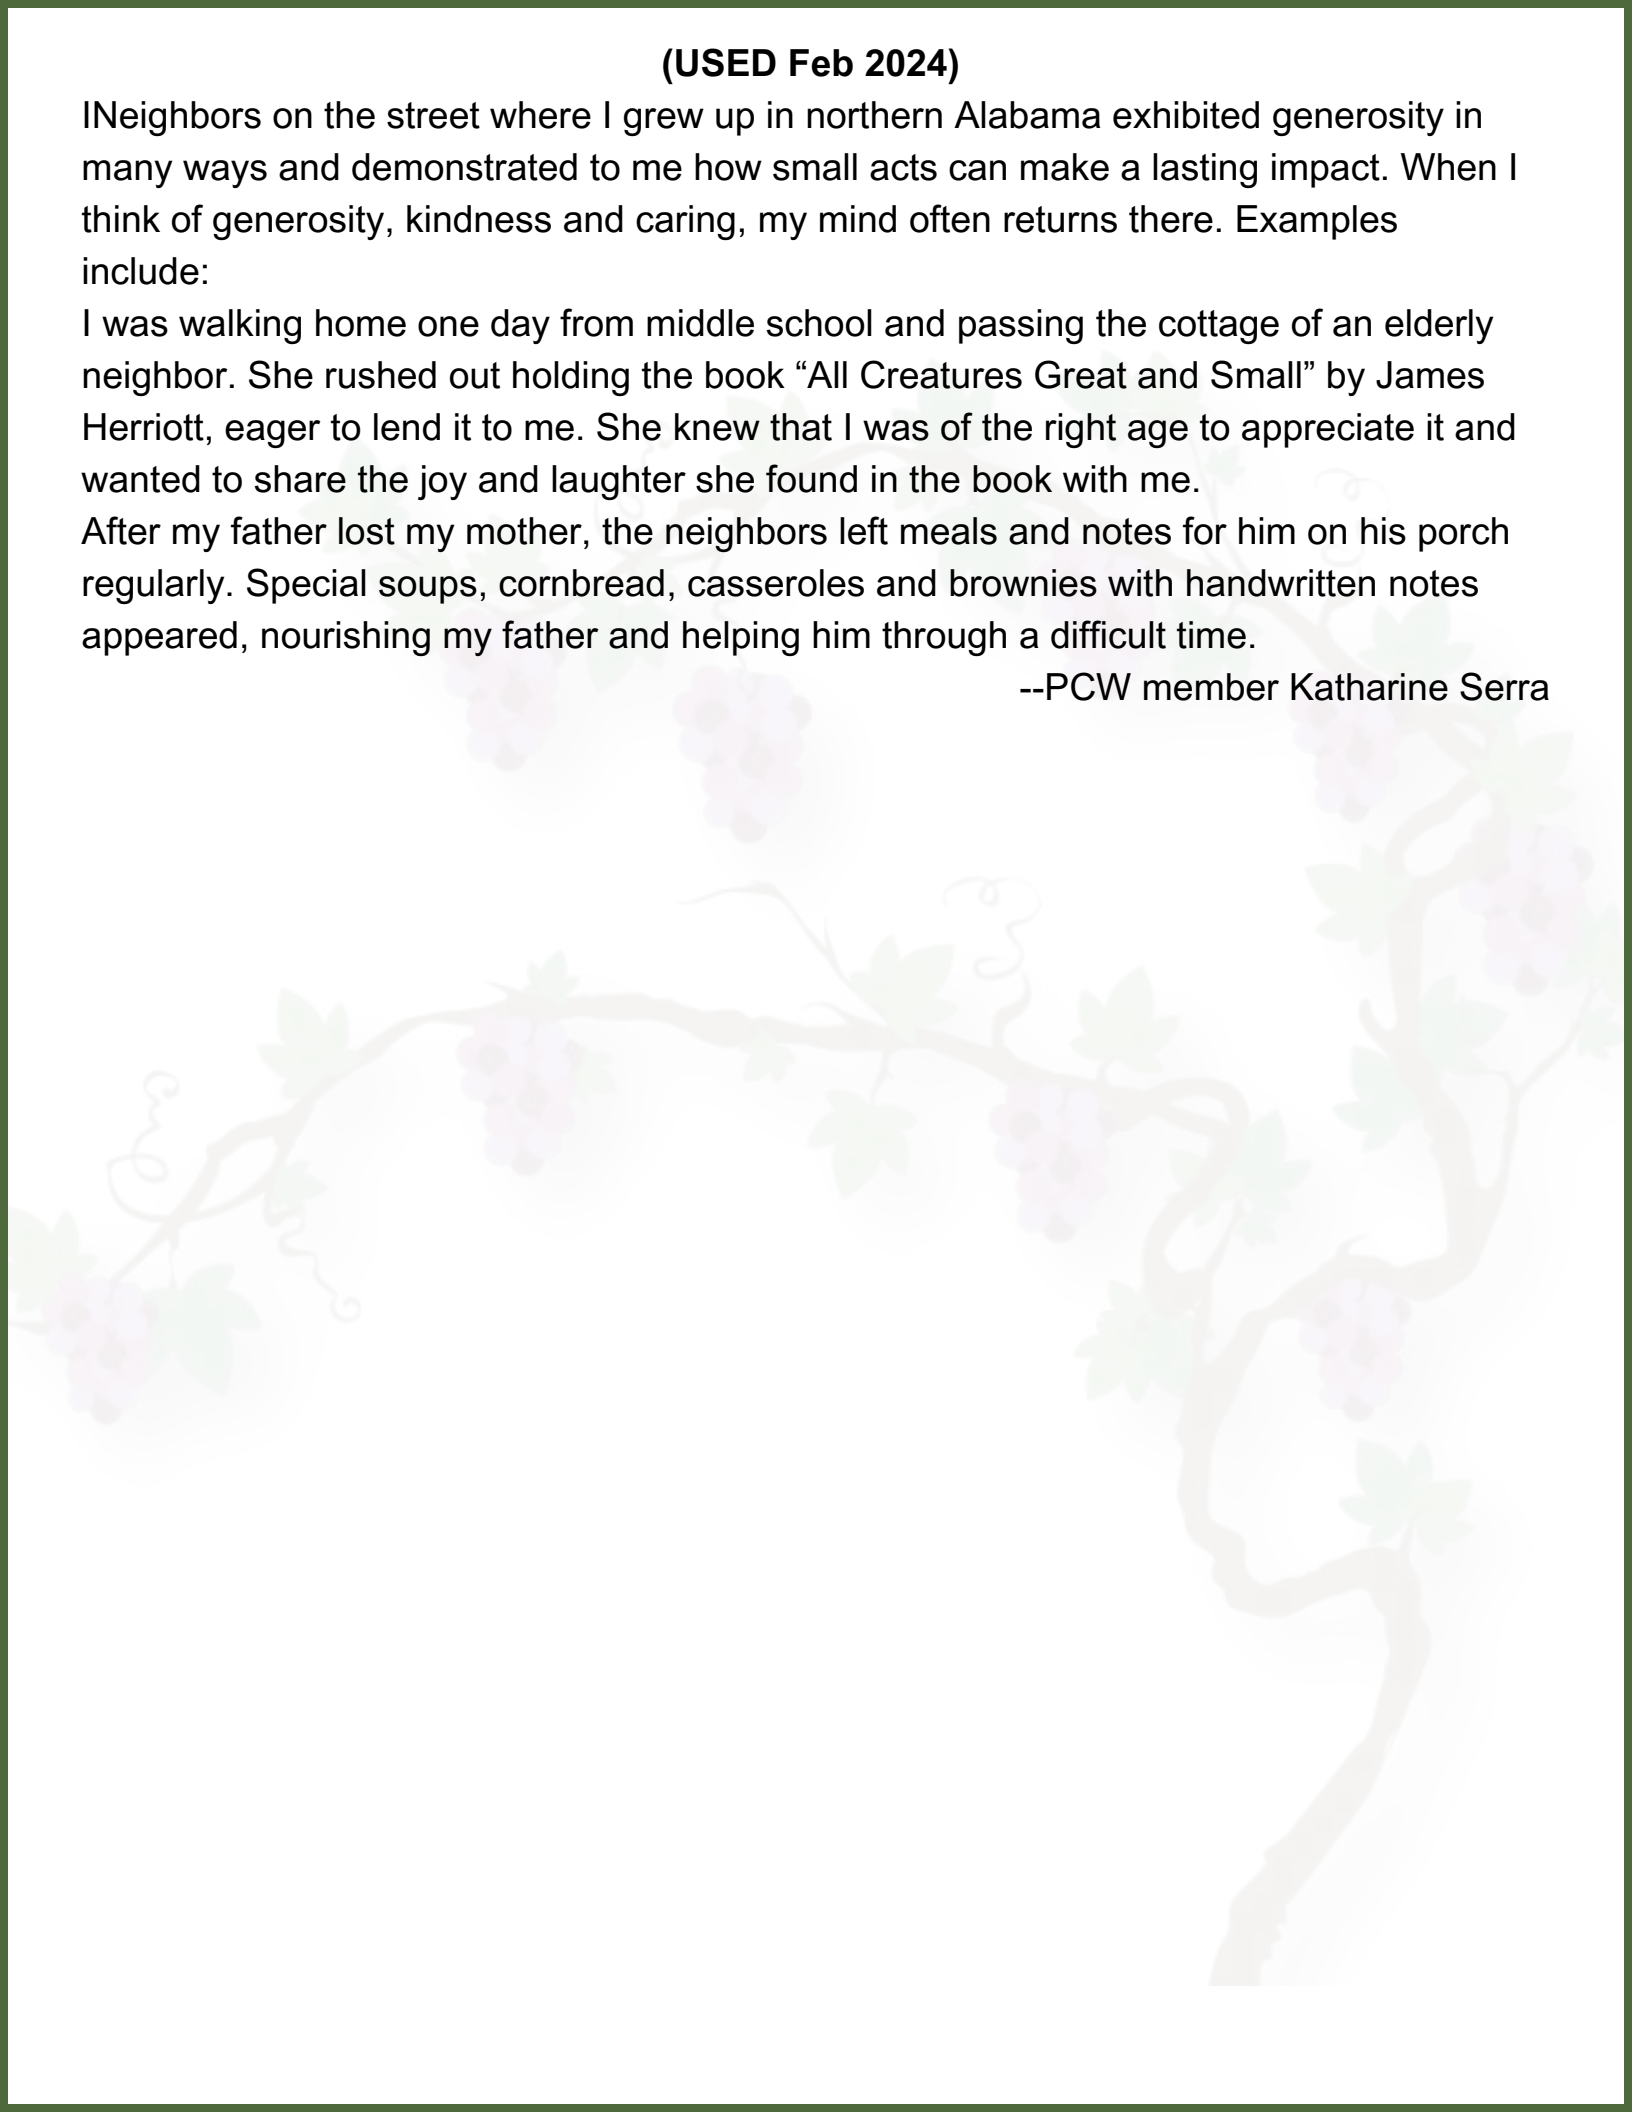 (USED Feb 2024)
INeighbors on the street where I grew up in northern Alabama exhibited generosity in
many ways and demonstrated to me how small acts can make a lasting impact. When I
think of generosity, kindness and caring, my mind often returns there. Examples
include:
I was walking home one day from middle school and passing the cottage of an elderly
neighbor. She rushed out holding the book “All Creatures Great and Small” by James
Herriott, eager to lend it to me. She knew that I was of the right age to appreciate it and
wanted to share the joy and laughter she found in the book with me.
After my father lost my mother, the neighbors left meals and notes for him on his porch
regularly. Special soups, cornbread, casseroles and brownies with handwritten notes
appeared, nourishing my father and helping him through a difficult time.
--PCW member Katharine Serra